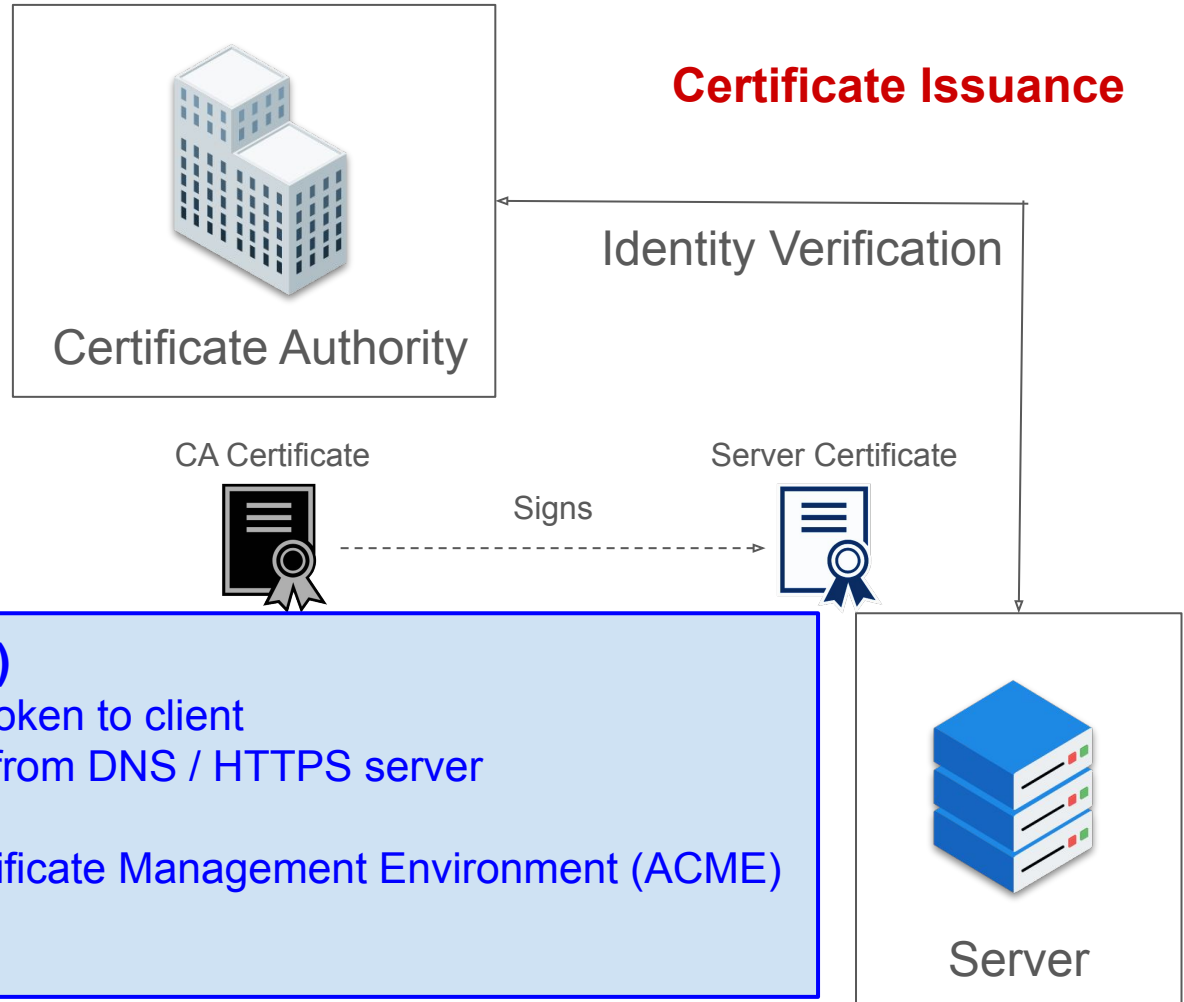 Certificate Issuance
Identity Verification
Certificate Authority
CA Certificate
Server Certificate
Signs
)
oken to client
from DNS / HTTPS server
ificate Management Environment (ACME)
Server